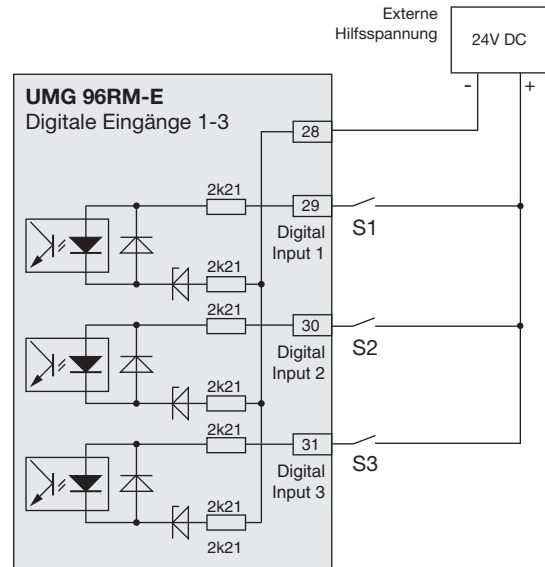 Externe
Hilfsspannung
24V DC
- +
UMG 96RM-E
Digitale Eingänge 1-3
28
2k21
29
S1
Digital
Input 1
2k21
2k21
30
S2
Digital
Input 2
2k21
2k21
31
S3
Digital
Input 3
2k21
2k21